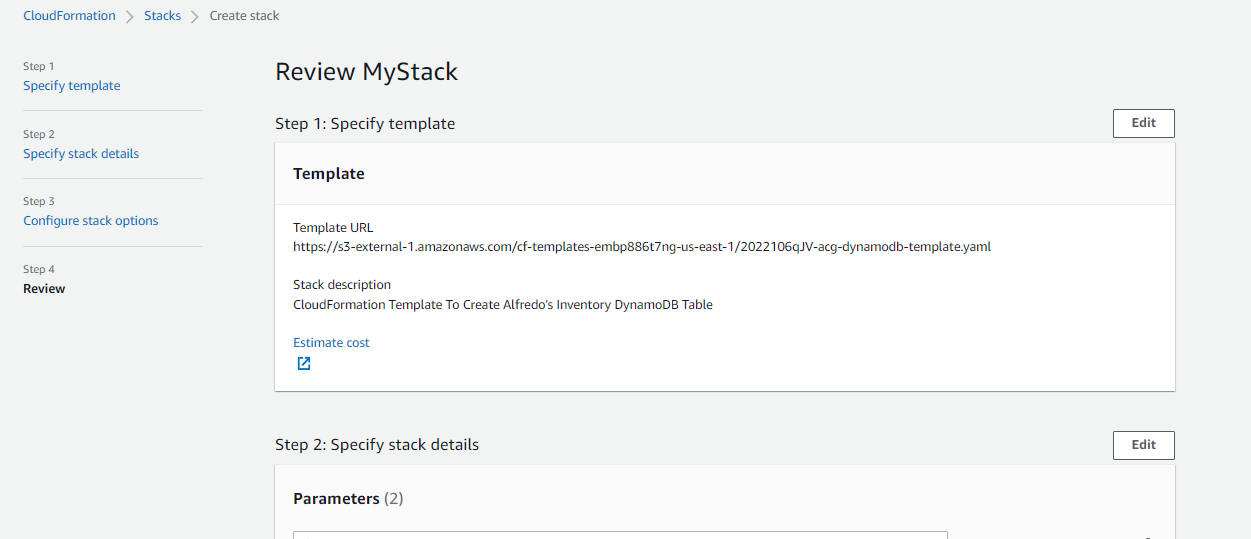 CloudFormation > Stacks > Create stack
Step 1
Specify template
Step 2
Specify stack details
Step 3
Configure stack options
Step 4
Review
Review MyStack
Step 1: Specify template
Edit
Template
Template URL
https://s3-external-1.amazonaws.com/cf-templates-embp886t7ng-us-east-1/2022106qJV-acg-dynamodb-template.yaml
Stack description
CloudFormation Template To Create Alfredo's Inventory DynamoDB Table
Estimate cost
Step 2: Specify stack details
Edit
Parameters (2)